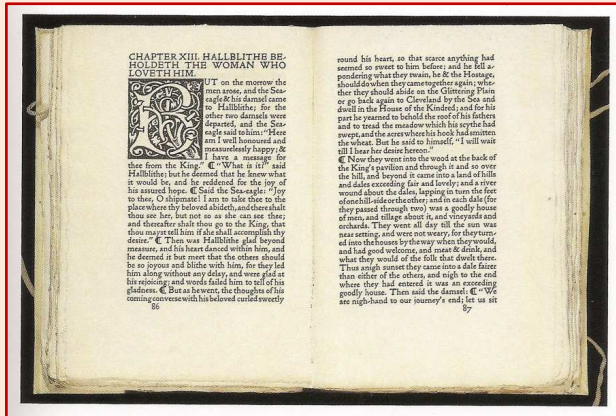 CHAPTER XIII. HALLBLITHE BE-
HOLDETH THE WOMAN WHO
LOVETH HIM.
BUT on the morrow the
men arose, and the Sea-
eagle & his damsel came
to Hallblithe; for the
other two damsels were
departed, and the Sea-
eagle said to him: "Here
am I well honoured and
measurelessly happy; &
I have a message for
thee from the King." ¶ "What is it?" said
Hallblithe; but he deemed that he knew what
it would be, and he reddened for the joy of
his assured hope. ¶ Said the Sea-eagle: "Joy
to thee, O shipmate! I am to take thee to the
place where thy beloved abideth, and there shalt
thou see her, but not so as she can see thee;
and thereafter shalt thou go to the King, that
thou mayst tell him if she shall accomplish thy
desire." ¶ Then was Hallblithe glad beyond
measure, and his heart danced within him, and
he deemed it but meet that the others should
be so joyous and blithe with him, for they led
him along without any delay, and were glad at
his rejoicing; and words failed him to tell of his
gladness. ¶ But as he went, the thoughts of his
coming converse with his beloved curled sweetly
86
round his heart, so that scarce anything had
seemed so sweet to him before; and he fell a-
pondering what they twain, he & the Hostage,
should do when they came together again; whe-
ther they should abide on the Glittering Plain
or go back again to Cleveland by the Sea and
dwell in the House of the Kindred; and for his
part he yearned to behold the roof of his fathers
and to tread the meadow which his scythe had
swept, and the acres where his hook had smitten
the wheat. But he said to himself, "I will wait
till I hear her desire hereon."
¶ Now they went into the wood at the back of
the King's pavilion and through it and so over
the hill, and beyond it came into a land of hills
and dales exceeding fair and lovely; and a river
wound about the dales, lapping in turn the feet
of one hill-side or the other; and in each dale (for
they passed through two) was a goodly house
of men, and tillage about it, and vineyards and
orchards. They went all day till the sun was
near setting, and were not weary, for they turn-
ed into the houses by the way when they would,
and had good welcome, and meat & drink, and
what they would of the folk that dwelt there.
Thus anigh sunset they came into a dale fairer
than either of the others, and nigh to the end
where they had entered it was an exceeding
goodly house. Then said the damsel: ¶ "We
are nigh-hand to our journey's end; let us sit
87